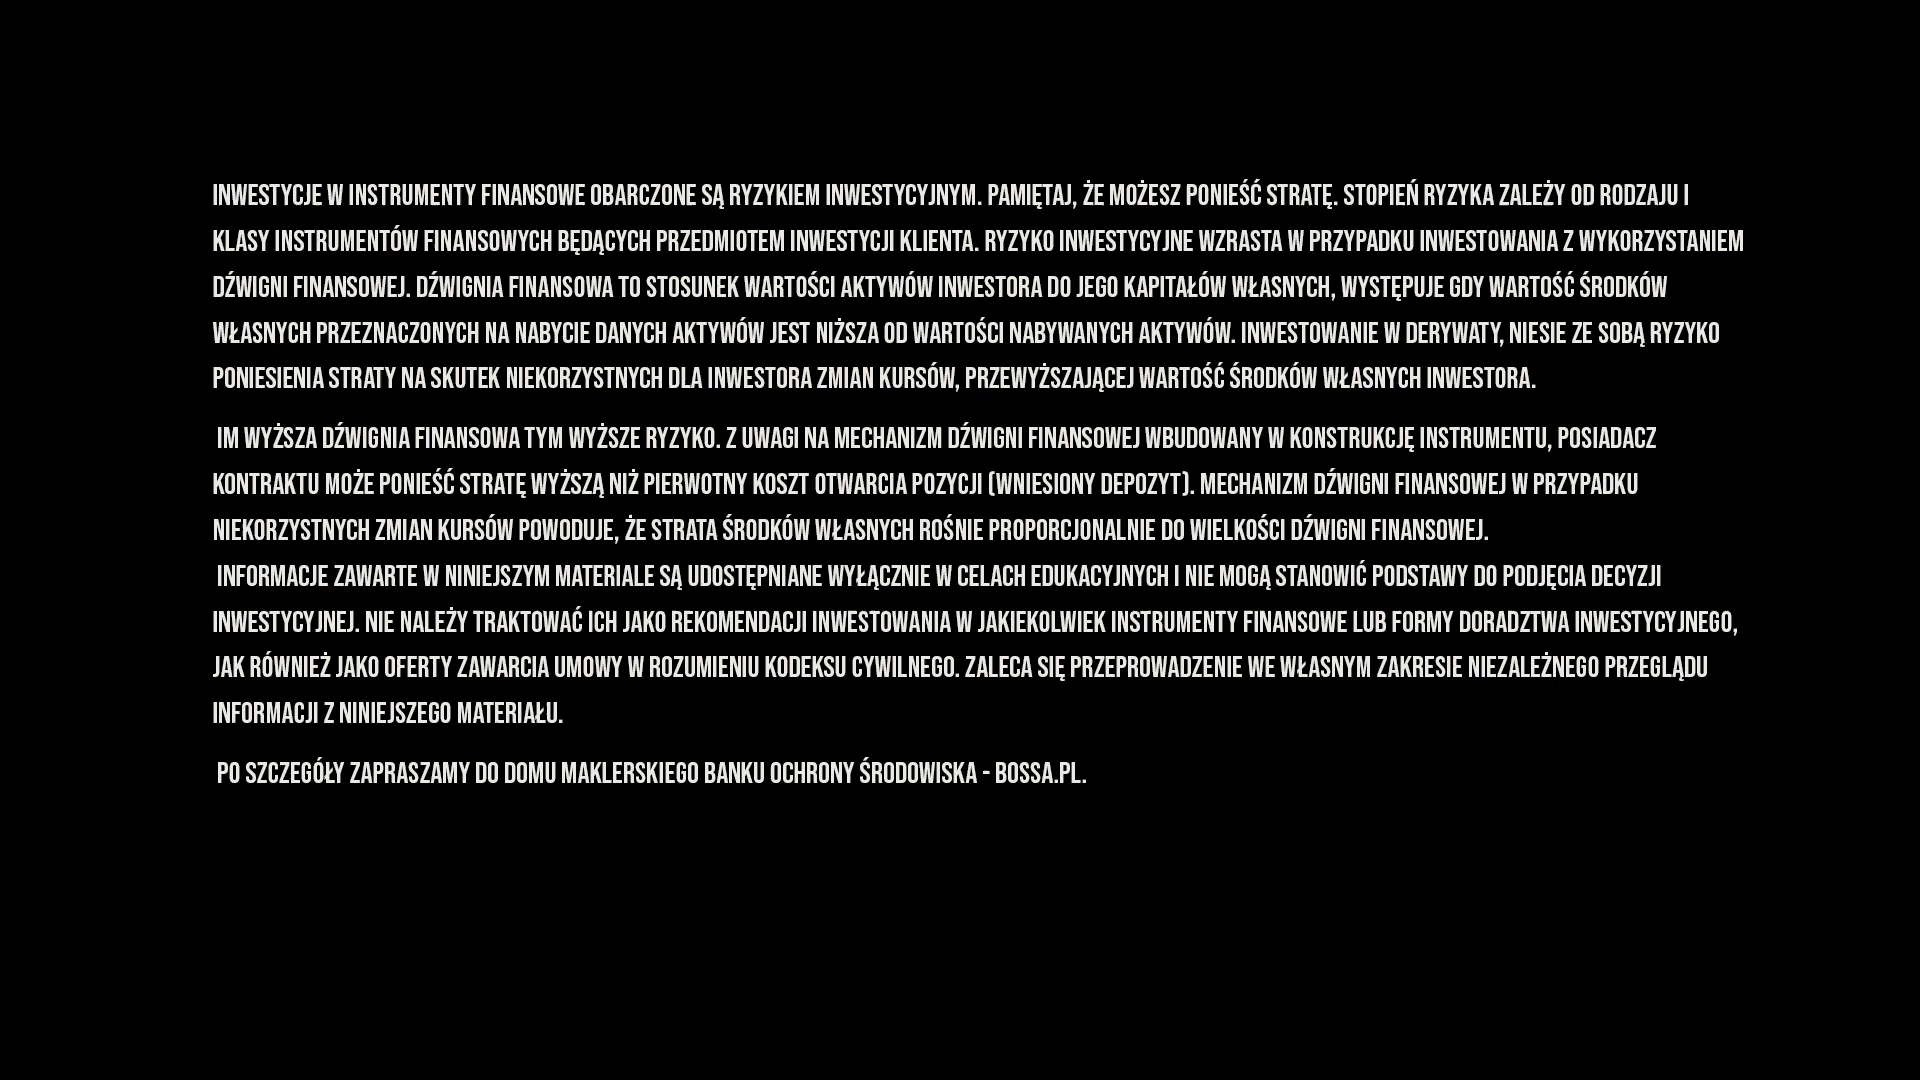 INWESTYCJE W INSTRUMENTY FINANSOWE OBARCZONE SĄ RYZYKIEM INWESTYCYJNYM. PAMIĘTAJ, ŻE MOŻESZ PONIEŚĆ STRATĘ. STOPIEŃ RYZYKA ZALEŻY OD RODZAJU I
KLASY INSTRUMENTÓW FINANSOWYCH BĘDĄCYCH PRZEDMIOTEM INWESTYCJI KLIENTA. RYZYKO INWESTYCYJNE WZRASTA W PRZYPADKU INWESTOWANIA Z WYKORZYSTANIEM
DŹWIGNI FINANSOWEJ. DŹWIGNIA FINANSOWA TO STOSUNEK WARTOŚCI AKTYWÓW INWESTORA DO JEGO KAPITAŁÓW WŁASNYCH, WYSTĘPUJE GDY WARTOŚĆ ŚRODKÓW
WŁASNYCH PRZEZNACZONYCH NA NABYCIE DANYCH AKTYWÓW JEST NIŻSZA OD WARTOŚCI NABYWANYCH AKTYWÓW. INWESTOWANIE W DERYWATY, NIESIE ZE SOBĄ RYZYKO
PONIESIENIA STRATY NA SKUTEK NIEKORZYSTNYCH DLA INWESTORA ZMIAN KURSÓW, PRZEWYŻSZAJĄCEJ WARTOŚĆ ŚRODKÓW WŁASNYCH INWESTORA.
IM WYŻSZA DŹWIGNIA FINANSOWA TYM WYŻSZE RYZYKO. Z UWAGI NA MECHANIZM DŹWIGNI FINANSOWEJ WBUDOWANY W KONSTRUKCJĘ INSTRUMENTU, POSIADACZ
KONTRAKTU MOŻE PONIEŚĆ STRATĘ WYŻSZĄ NIŻ PIERWOTNY KOSZT OTWARCIA POZYCJI (WNIESIONY DEPOZYT). MECHANIZM DŹWIGNI FINANSOWEJ W PRZYPADKU
NIEKORZYSTNYCH ZMIAN KURSÓW POWODUJE, ŻE STRATA ŚRODKÓW WŁASNYCH ROŚNIE PROPORCJONALNIE DO WIELKOŚCI DŹWIGNI FINANSOWEJ.
INFORMACJE ZAWARTE W NINIEJSZYM MATERIALE SĄ UDOSTĘPNIANE WYŁĄCZNIE W CELACH EDUKACYJNYCH I NIE MOGĄ STANOWIĆ PODSTAWY DO PODJĘCIA DECYZJI
INWESTYCYJNEJ. NIE NALEŻY TRAKTOWAĆ ICH JAKO REKOMENDACJI INWESTOWANIA W JAKIEKOLWIEK INSTRUMENTY FINANSOWE LUB FORMY DORADZTWA INWESTYCYJNEGO,
JAK RÓWNIEŻ JAKO OFERTY ZAWARCIA UMOWY W ROZUMIENIU KODEKSU CYWILNEGO. ZALECA SIĘ PRZEPROWADZENIE WE WŁASNYM ZAKRESIE NIEZALEŻNEGO PRZEGLĄDU
INFORMACJI Z NINIEJSZEGO MATERIAŁU.
PO SZCZEGÓŁY ZAPRASZAMY DO DOMU MAKLERSKIEGO BANKU OCHRONY ŚRODOWISKA - BOSSA.PL.